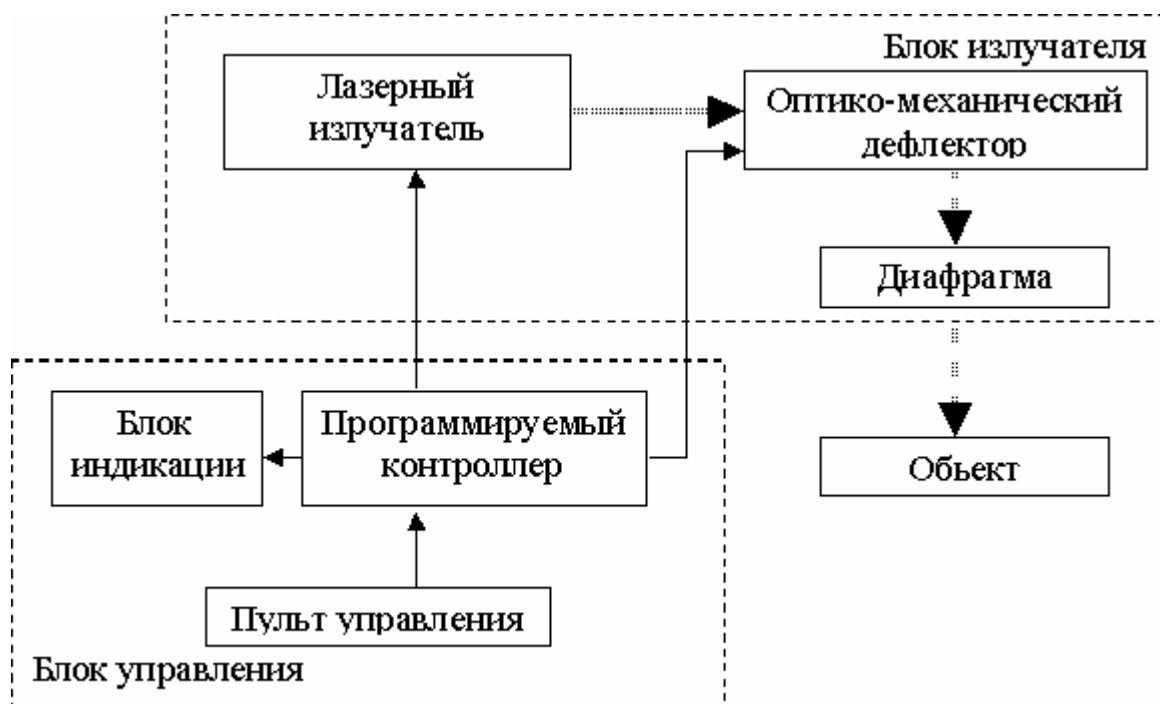 Блок излучателя
Лазерный
излучатель
Оптико-механический
дефлектор
Диафрагма
Блок
индикации
Программируемый
контроллер
Обьект
Пульт управления
Блок управления